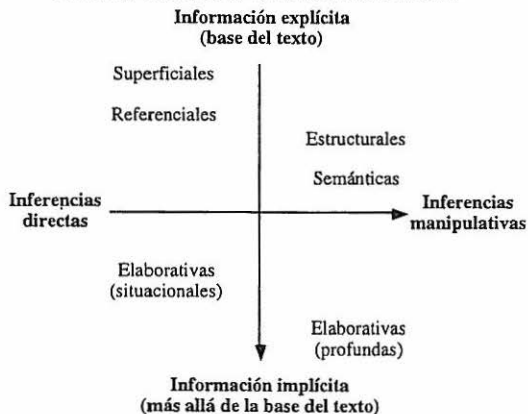 Información explícita
(base del texto)
Superficiales
Referenciales
Estructurales
Semánticas
Inferencias
directas
Inferencias
manipulativas
Elaborativas
(situacionales)
Elaborativas
(profundas)
Información implícita
(más allá de la base del texto)